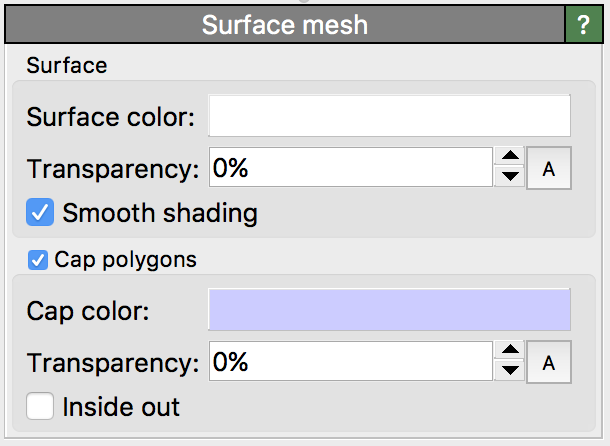 Surface mesh ?
Surface
Surface color:
Transparency: 0% A
Smooth shading
Cap polygons
Cap color:
Transparency: 0% A
Inside out